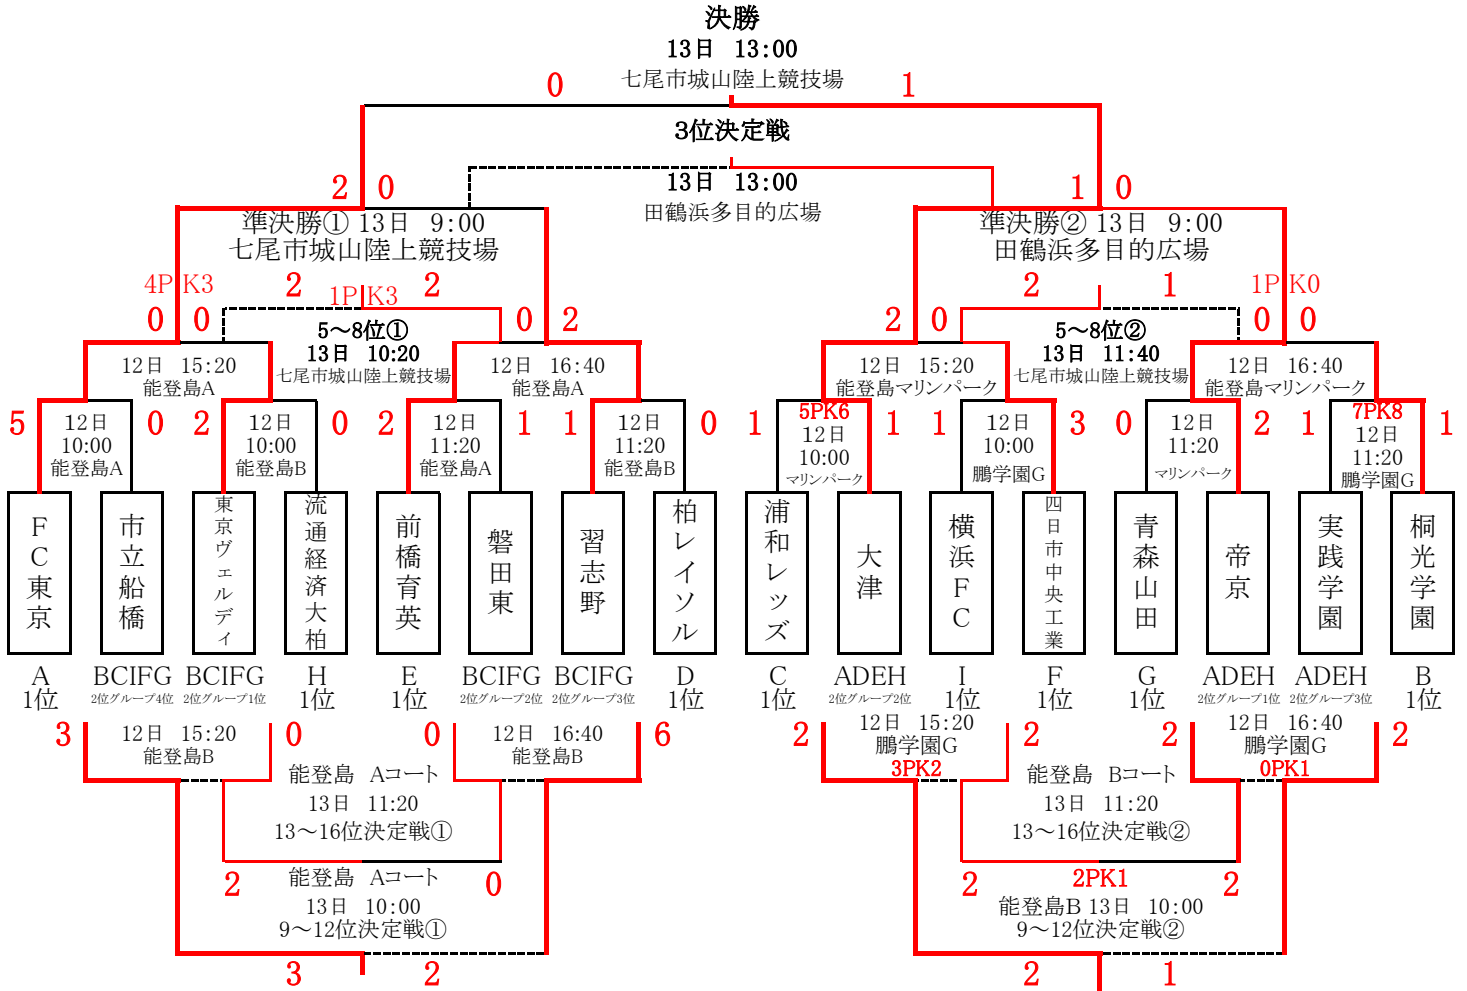 決勝
13日 13:00
七尾市城山陸上競技場
0 1
3位決定戦
13日 13:00
田鶴浜多目的広場
2 0 1 0
準決勝① 13日 9:00
七尾市城山陸上競技場
準決勝② 13日 9:00
田鶴浜多目的広場
4PK3 2 1PK3 2 2 1 1PK0
0 0 0 2 2 0 0 0
5～8位①
13日 10:20
七尾市城山陸上競技場
5～8位②
13日 11:40
七尾市城山陸上競技場
12日 15:20
能登島A
12日 16:40
能登島A
12日 15:20
能登島マリンパーク
12日 16:40
能登島マリンパーク
5 0 2 0 2 1 1 0 1 1 1 3 0 2 1 1
12日
10:00
能登島A
12日
10:00
能登島B
12日
11:20
能登島A
12日
11:20
能登島B
5PK6
12日
10:00
マリンパーク
12日
10:00
鵬学園G
12日
11:20
マリンパーク
7PK8
12日
11:20
鵬学園G
FC東京
市立船橋
東京ヴェルディ
流通経済大柏
前橋育英
磐田東
習志野
柏レイソル
浦和レッズ
大津
横浜FC
四日市中央工業
青森山田
帝京
実践学園
桐光学園
A BCIFG BCIFG H E BCIFG BCIFG D C ADEH I F G ADEH ADEH B
1位 2位グループ4位 2位グループ1位 1位 1位 2位グループ2位 2位グループ3位 1位 1位 2位グループ2位 1位 1位 1位 2位グループ1位 2位グループ3位 1位
3 0 0 6 2 2 2 2
12日 15:20
能登島B
12日 16:40
能登島B
12日 15:20
鵬学園G
3PK2
12日 16:40
鵬学園G
0PK1
能登島 Aコート
13日 11:20
13～16位決定戦①
能登島 Bコート
13日 11:20
13～16位決定戦②
2 0 2 2PK1 2
能登島 Aコート
13日 10:00
9～12位決定戦①
能登島B 13日 10:00
9～12位決定戦②
3 2 2 1